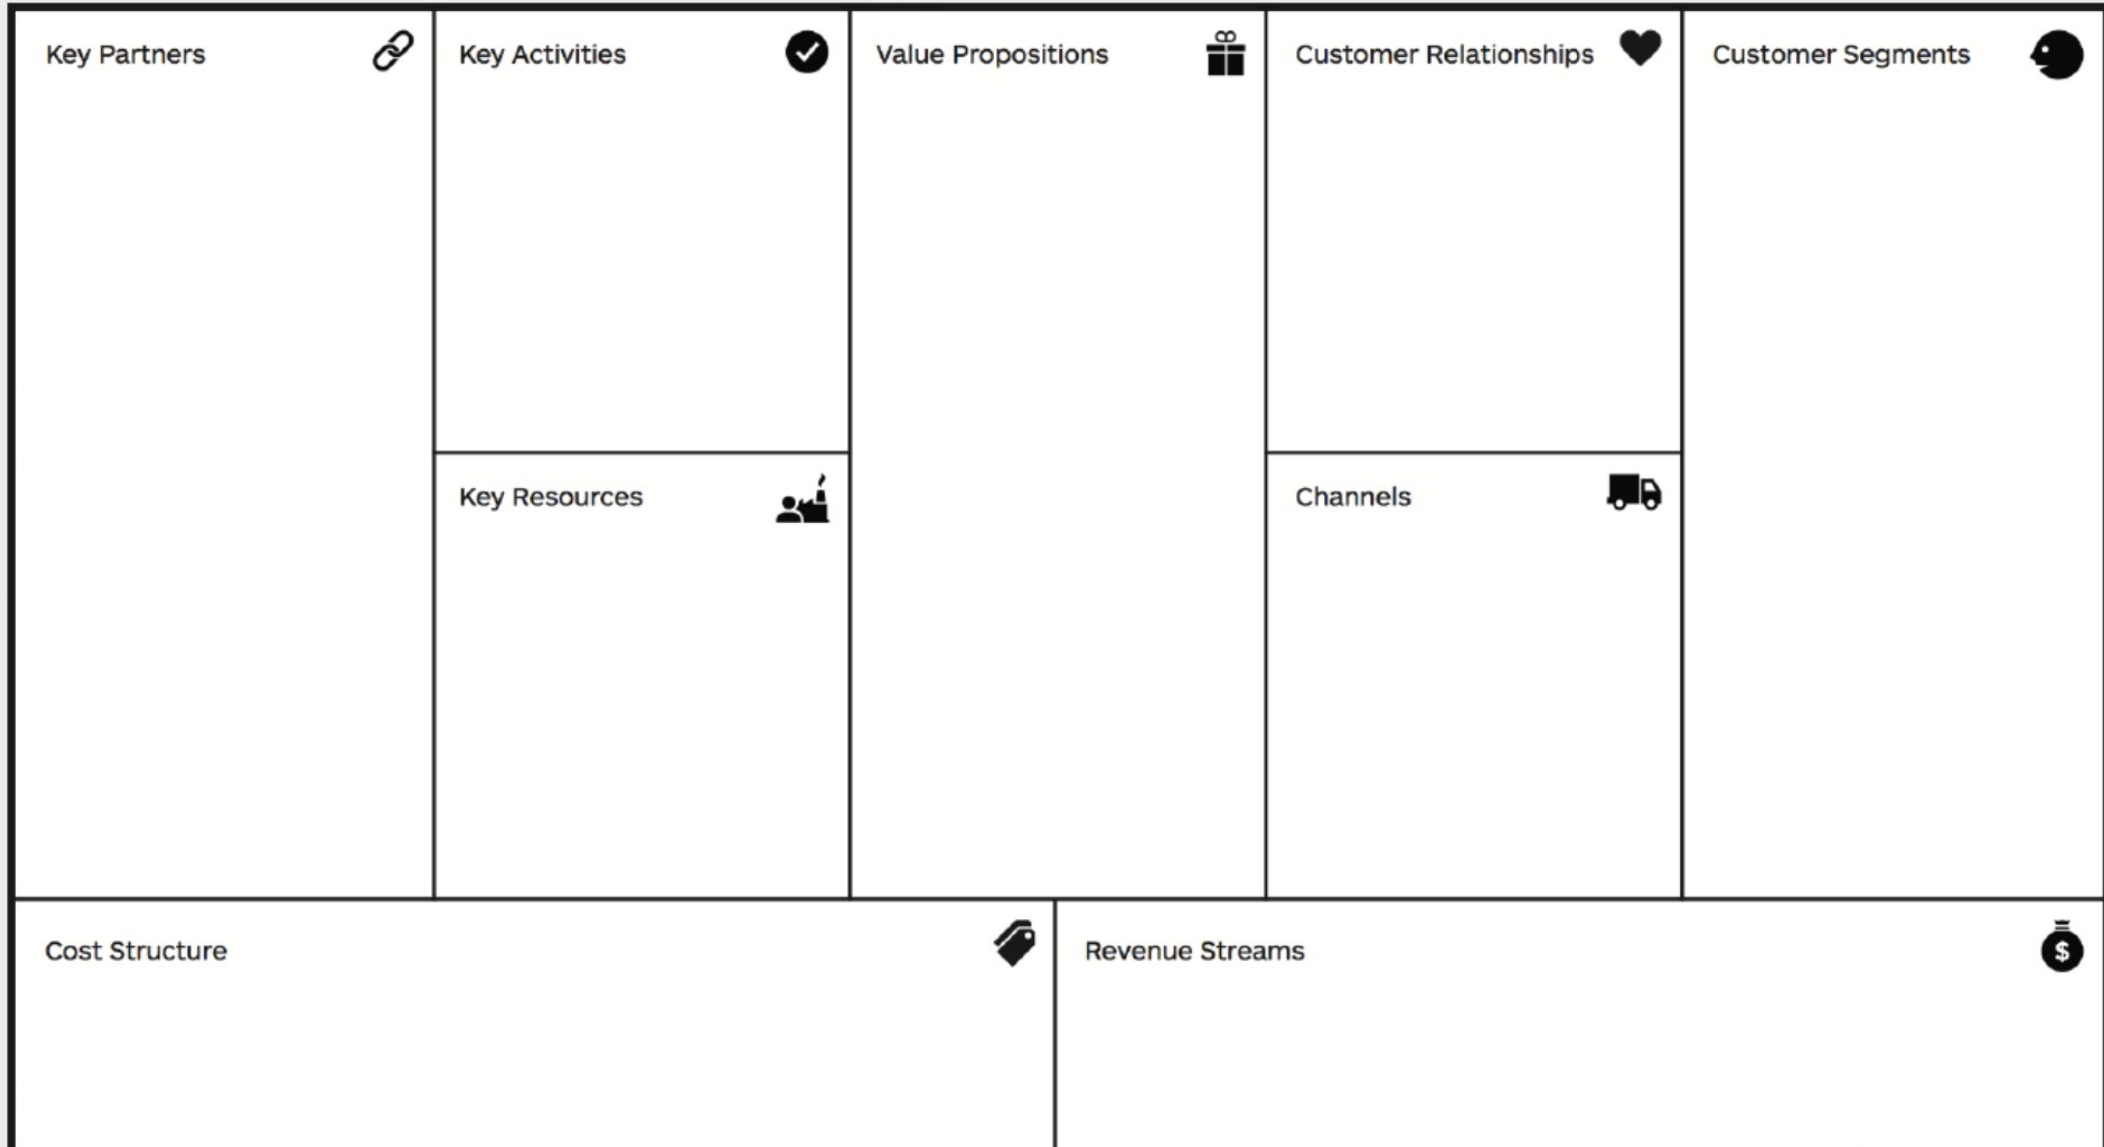 Key Partners
Key Activities
Value Propositions
Customer Relationships
Customer Segments
Key Resources
Channels
Cost Structure
Revenue Streams
$